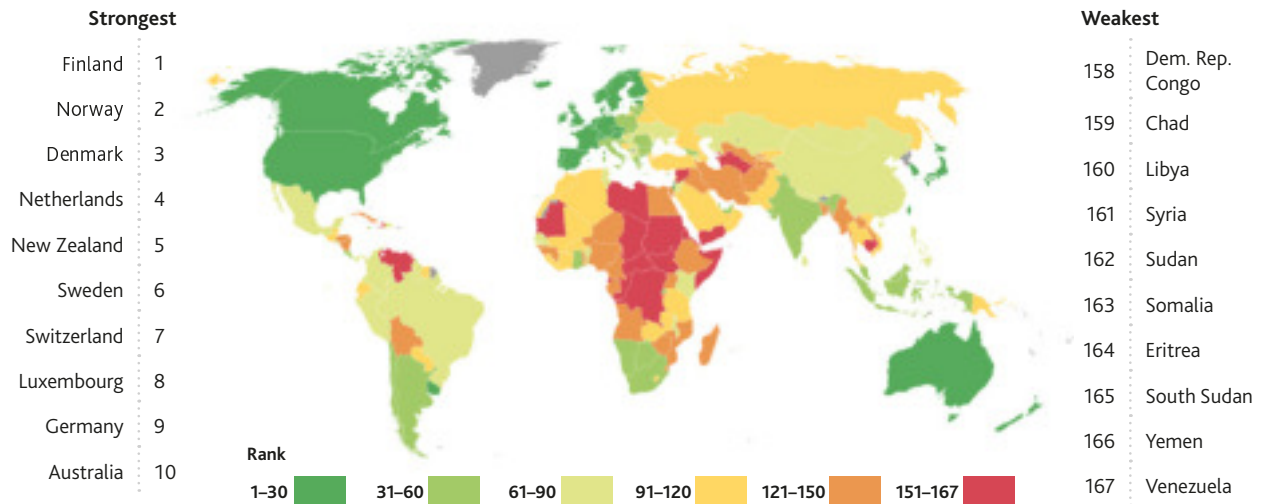 Strongest
Finland 1
Norway 2
Denmark 3
Netherlands 4
New Zealand 5
Sweden 6
Switzerland 7
Luxembourg 8
Germany 9
Australia 10
Rank
1–30 31–60 61–90 91–120 121–150 151–167
Weakest
158 Dem. Rep.
Congo
159 Chad
160 Libya
161 Syria
162 Sudan
163 Somalia
164 Eritrea
165 South Sudan
166 Yemen
167 Venezuela